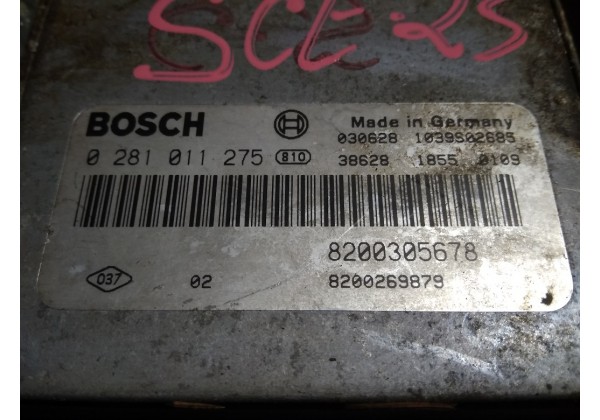 SCE-25
BOSCH Made in Germany
030628 1039S02685
0 281 011 275 810 38628 1855 0109
8200305678
037 02 8200269879